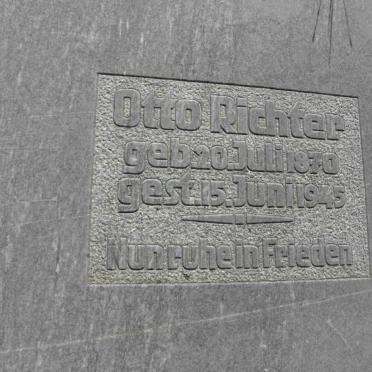 Otto Richter
geb. 20. Juli 1870
gest. 15. Juni 1945
Nun ruhe in Frieden